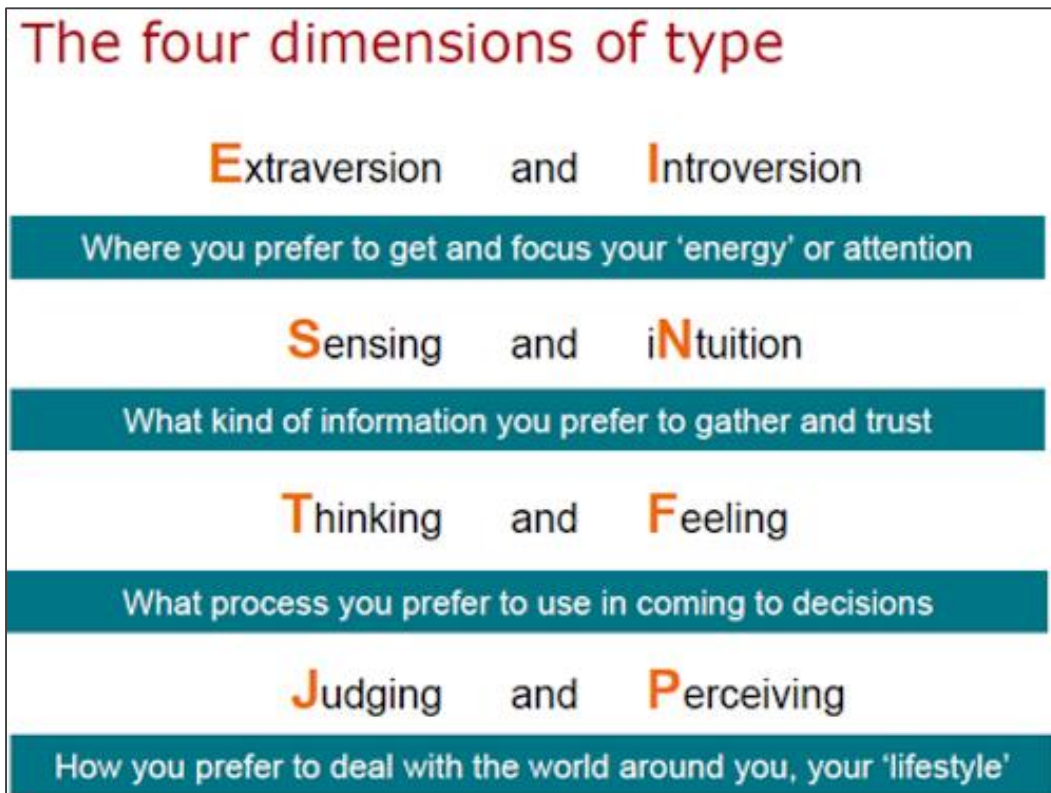 The four dimensions of type
Extraversion and Introversion
Where you prefer to get and focus your ‘energy’ or attention
Sensing and iNtuition
What kind of information you prefer to gather and trust
Thinking and Feeling
What process you prefer to use in coming to decisions
Judging and Perceiving
How you prefer to deal with the world around you, your ‘lifestyle’